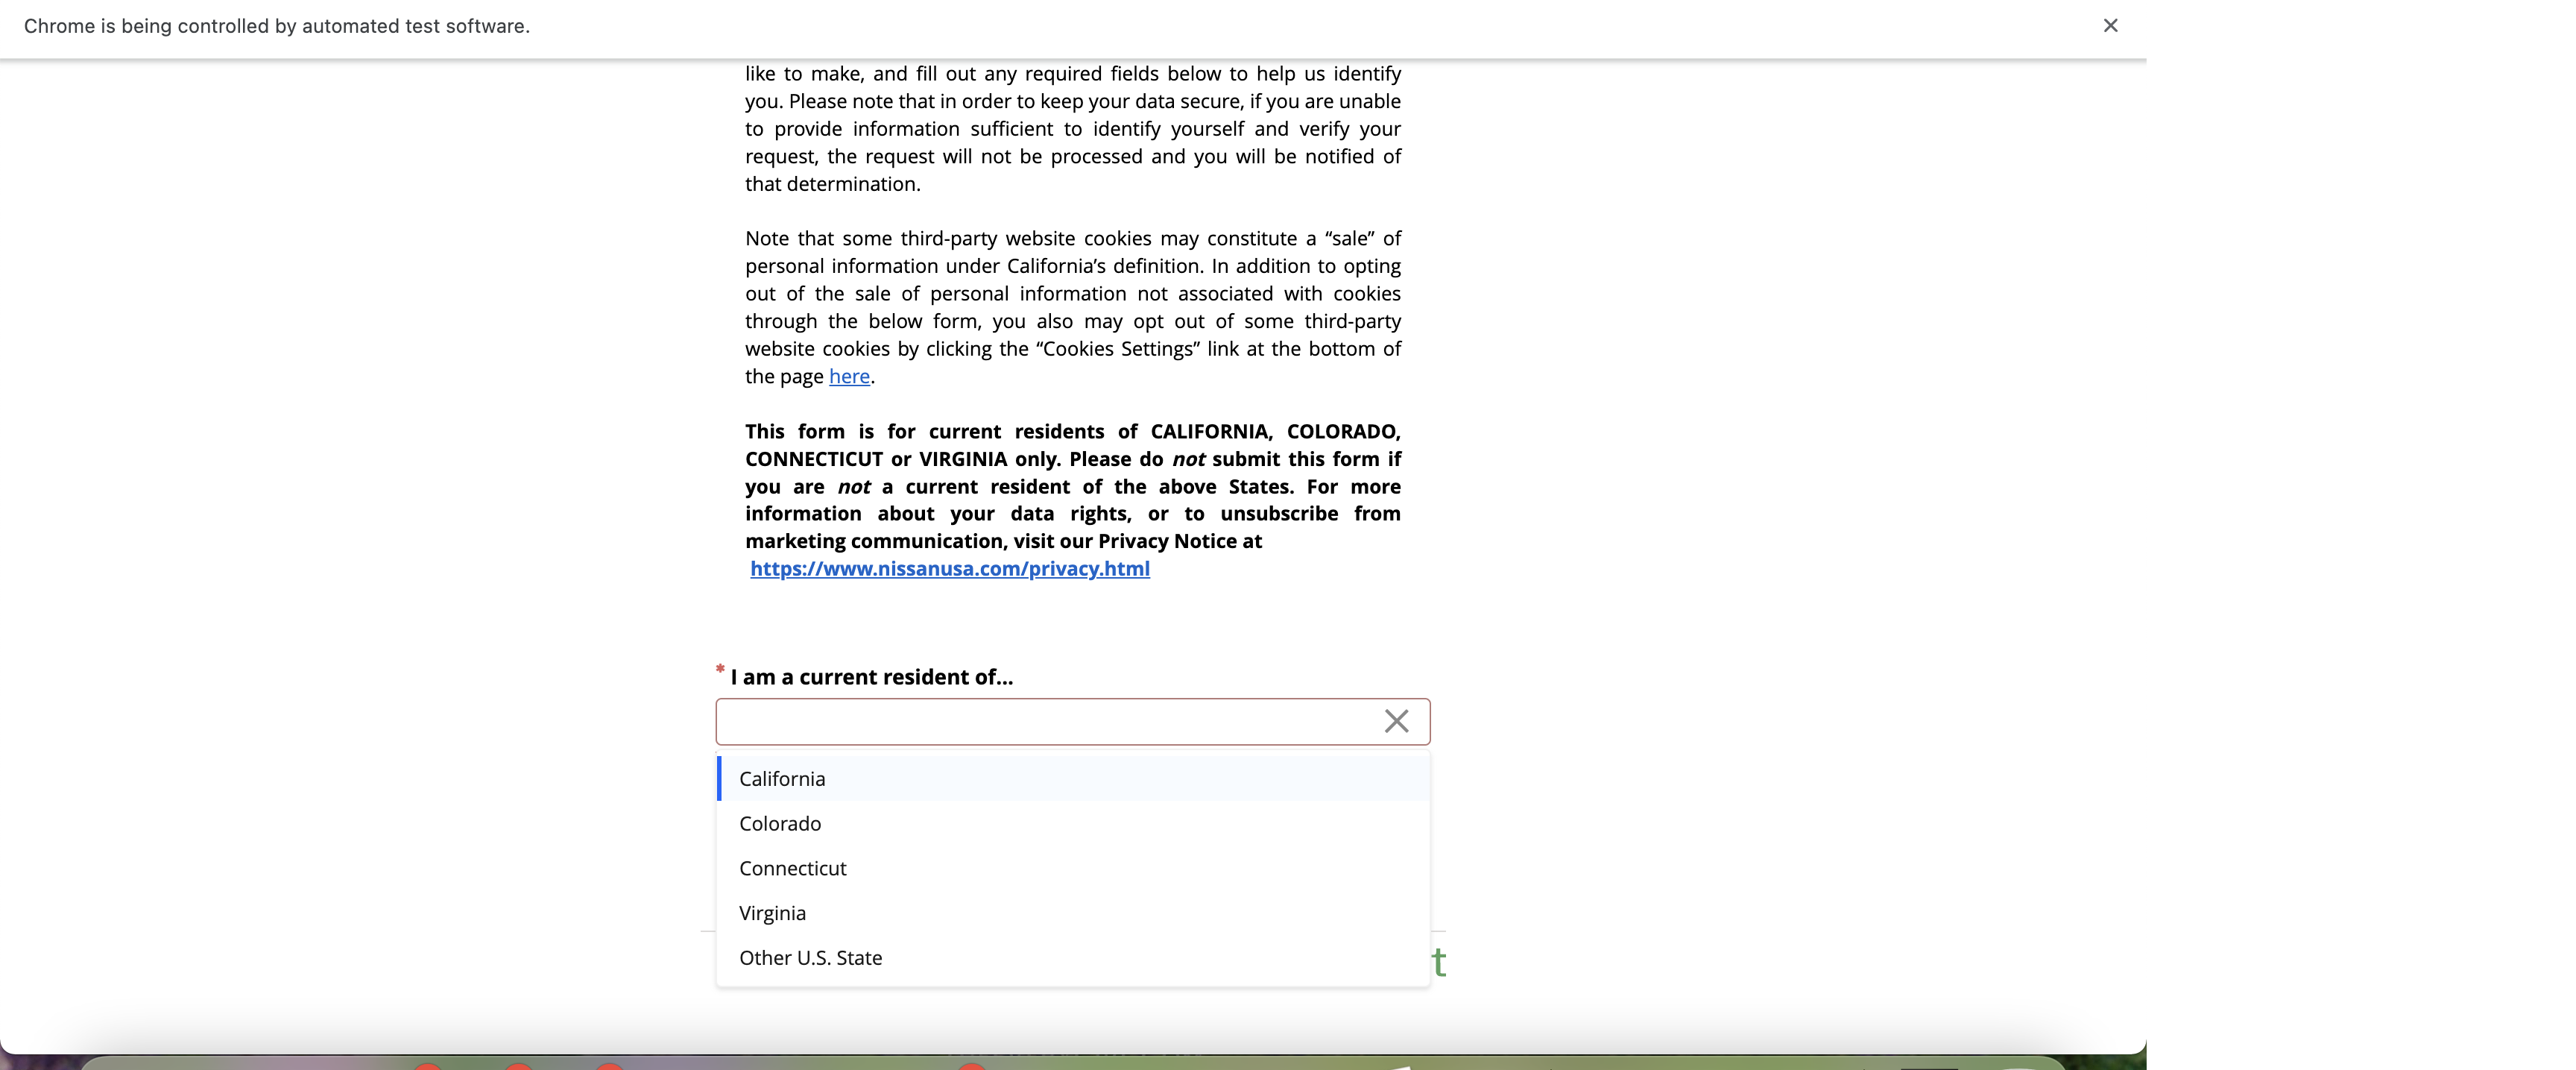 Chrome is being controlled by automated test software.
like to make, and fill out any required fields below to help us identify
you. Please note that in order to keep your data secure, if you are unable
to provide information sufficient to identify yourself and verify your
request, the request will not be processed and you will be notified of
that determination.
Note that some third-party website cookies may constitute a “sale” of
personal information under California’s definition. In addition to opting
out of the sale of personal information not associated with cookies
through the below form, you also may opt out of some third-party
website cookies by clicking the “Cookies Settings” link at the bottom of
the page here.
This form is for current residents of CALIFORNIA, COLORADO,
CONNECTICUT or VIRGINIA only. Please do not submit this form if
you are not a current resident of the above States. For more
information about your data rights, or to unsubscribe from
marketing communication, visit our Privacy Notice at
https://www.nissanusa.com/privacy.html
* I am a current resident of...
California
Colorado
Connecticut
Virginia
Other U.S. State
t